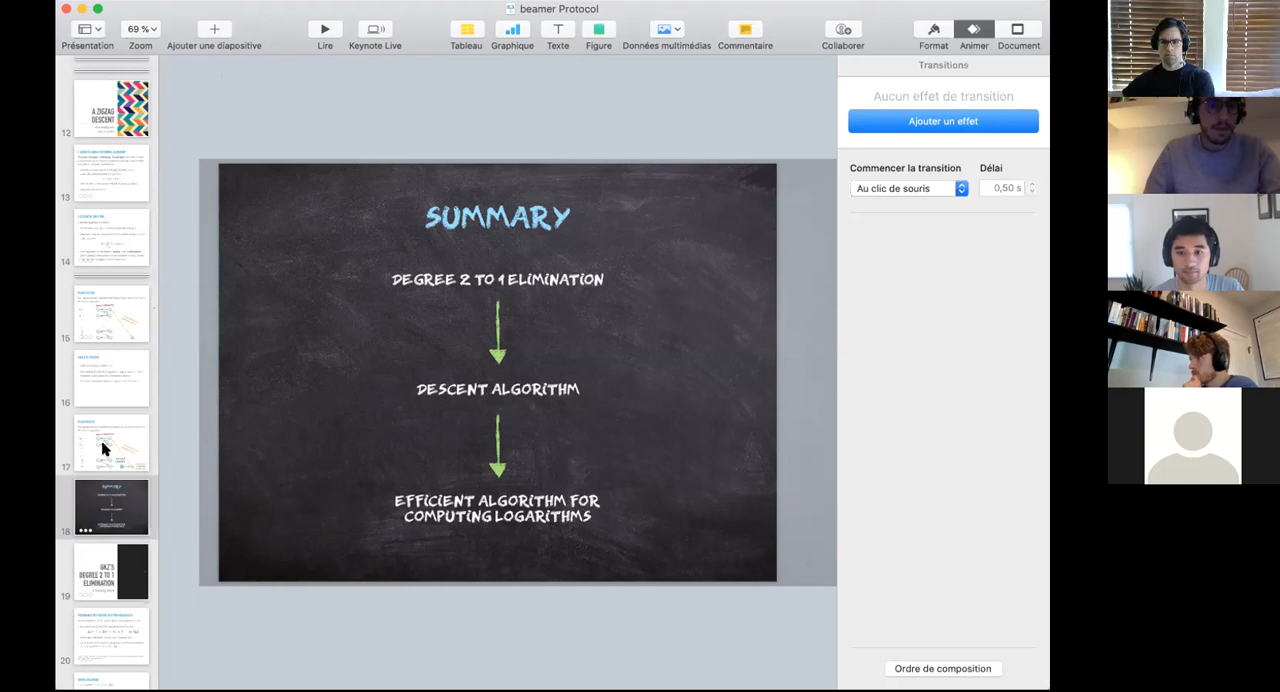 beamer Protocol
69 %
Présentation
Zoom
Ajouter une diapositive
Lire
Keynote Live
Tableau
Graphique
Texte
Figure
Données multimédias
Commentaire
Collaborer
Format
Animer
Document
Transitions
Aucun effet de transition
Ajouter un effet
Commencer la transition
Délai
Au clic de souris
0,50 s
A ZIGZAG
DESCENT
12
13
14
15
16
17
18
GKZ'S
DEGREE 2 TO 1
ELIMINATION
19
20
SUMMARY
DEGREE 2 TO 1 ELIMINATION
DESCENT ALGORITHM
EFFICIENT ALGORITHM FOR
COMPUTING LOGARITHMS
Ordre de composition